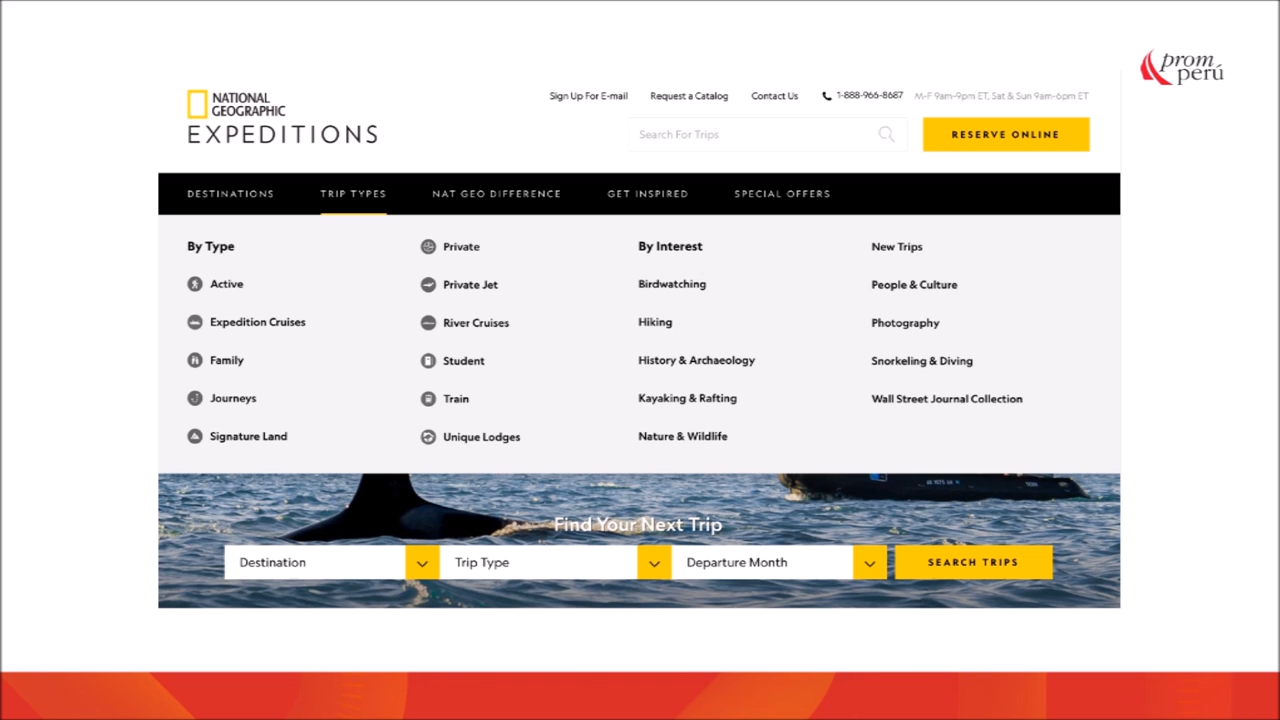 prom
perú
NATIONAL
GEOGRAPHIC
EXPEDITIONS
Sign Up For E-mail
Request a Catalog
Contact Us
1-888-966-8687
M-F 9am-9pm ET, Sat & Sun 9am-6pm ET
Search For Trips
RESERVE ONLINE
DESTINATIONS
TRIP TYPES
NAT GEO DIFFERENCE
GET INSPIRED
SPECIAL OFFERS
By Type
Active
Expedition Cruises
Family
Journeys
Signature Land
Private
Private Jet
River Cruises
Student
Train
Unique Lodges
By Interest
Birdwatching
Hiking
History & Archaeology
Kayaking & Rafting
Nature & Wildlife
New Trips
People & Culture
Photography
Snorkeling & Diving
Wall Street Journal Collection
Find Your Next Trip
Destination
Trip Type
Departure Month
SEARCH TRIPS